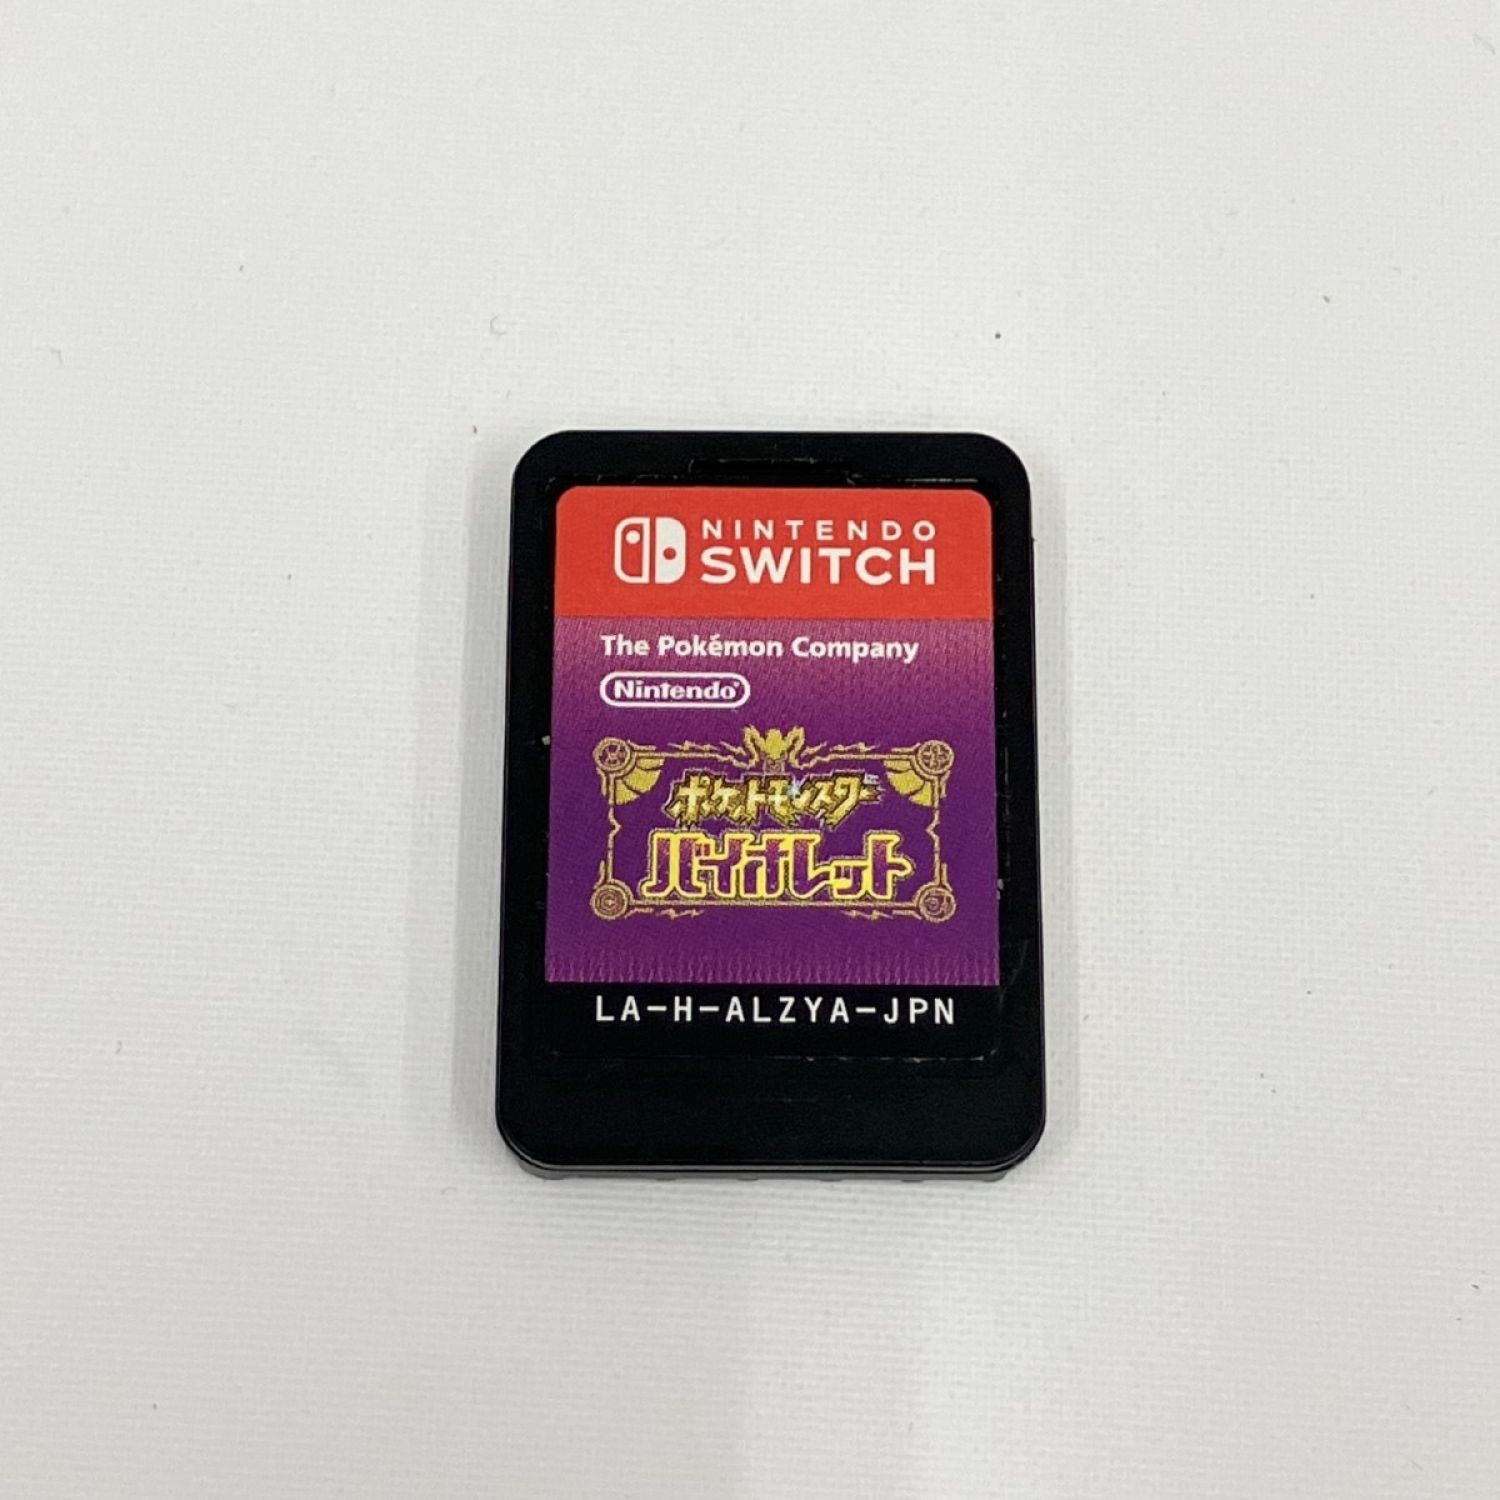 NINTENDO
SWITCH
The Pokémon Company
Nintendo
ポケットモンスター
バイオレット
LA-H-ALZYA-JPN